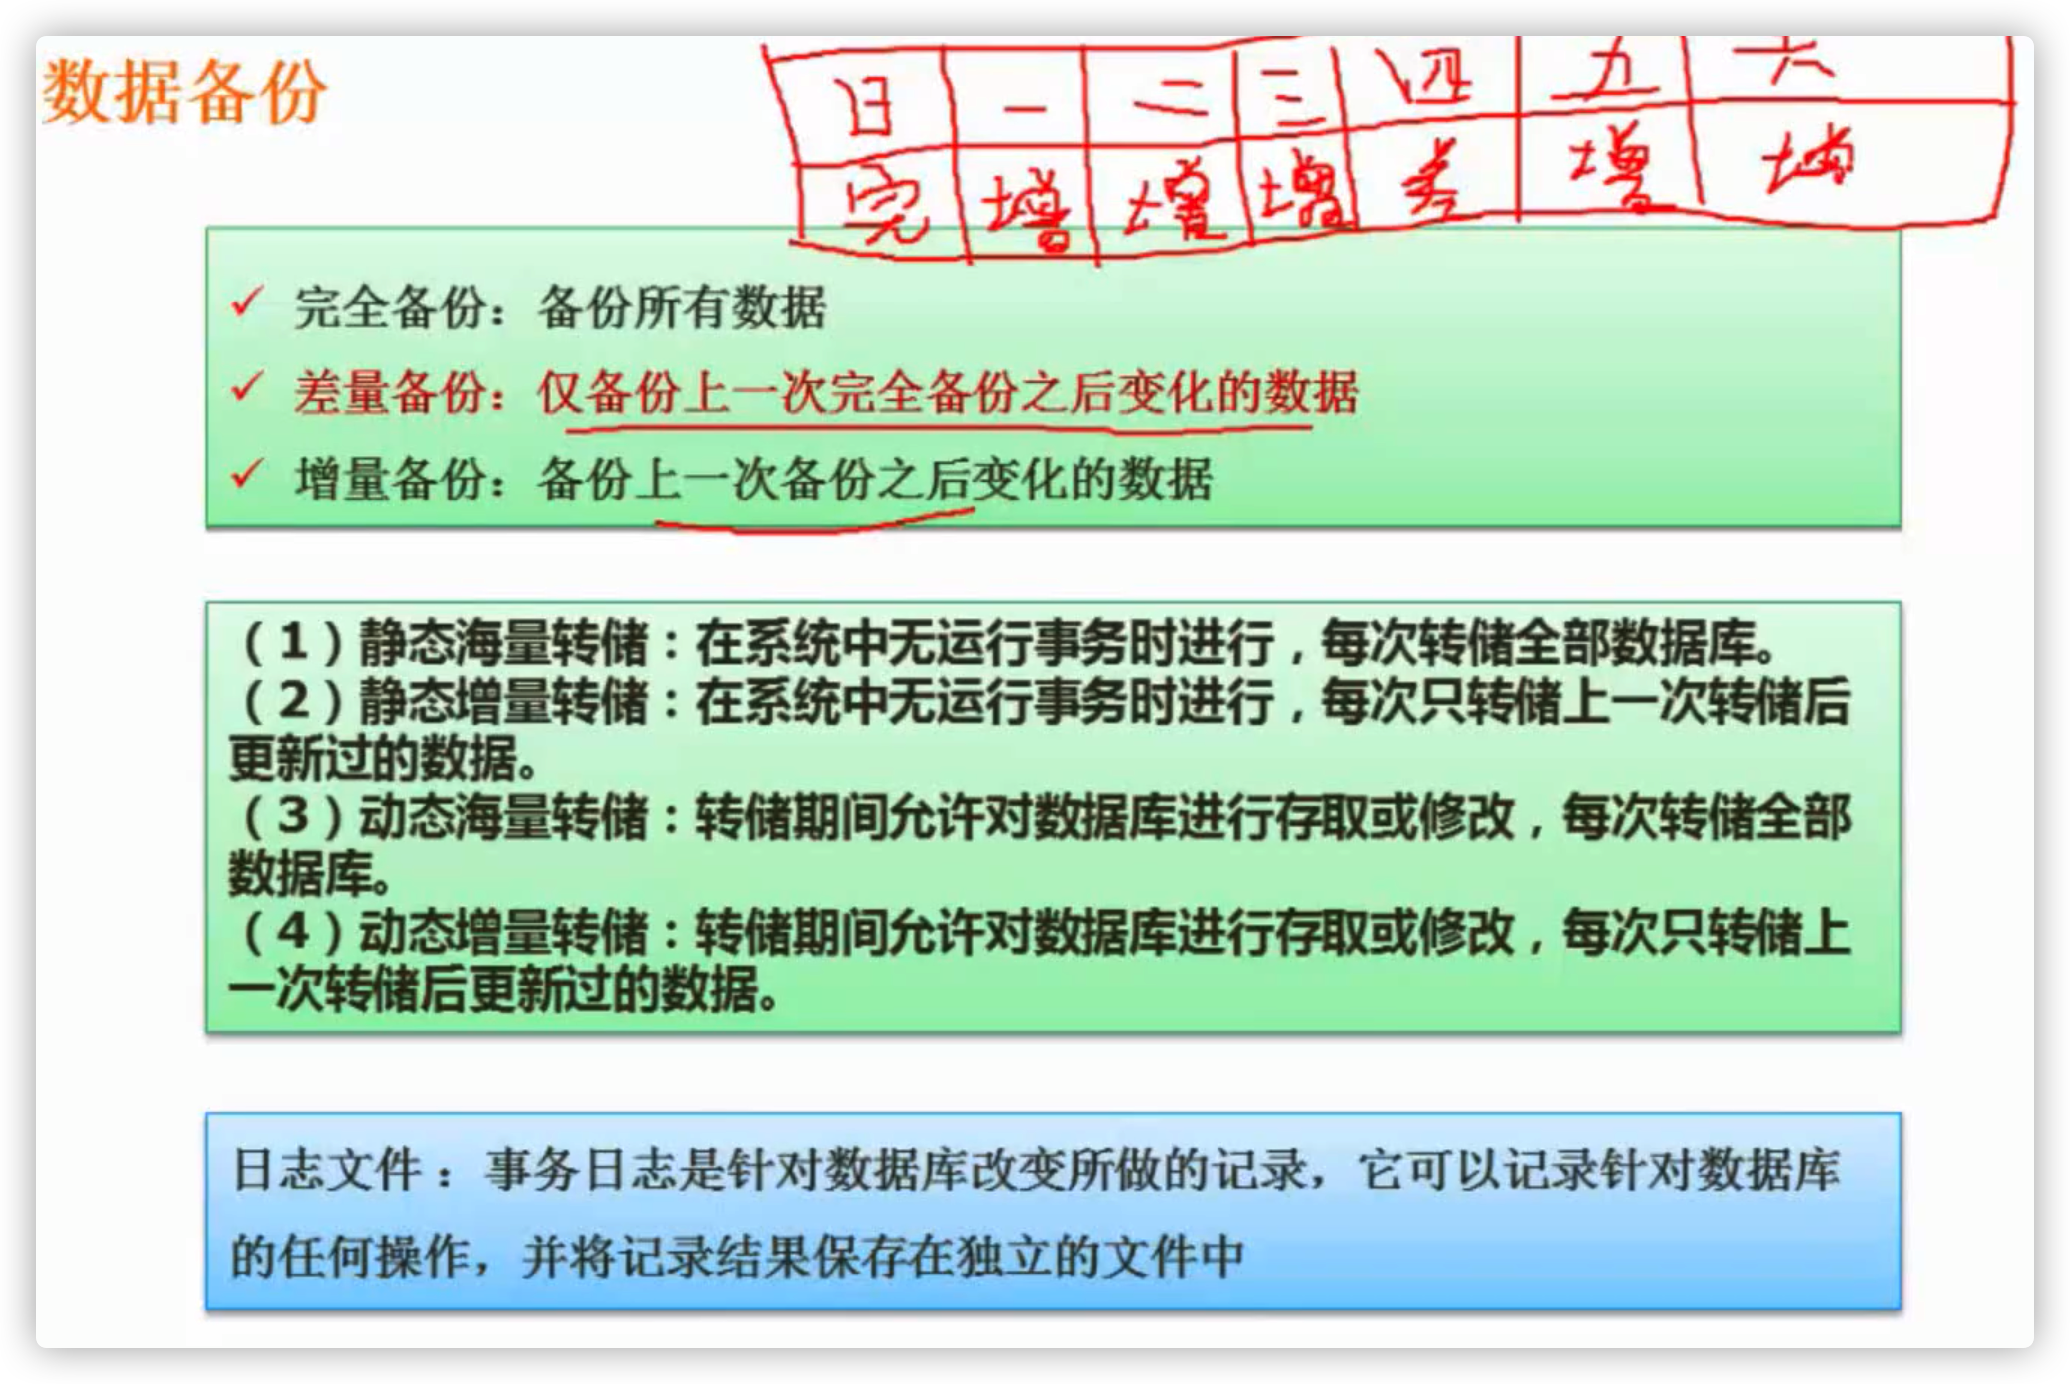 数据备份
日 一 二 三 四 五 六
完 增 增 增 差 增 增
完全备份：备份所有数据
差量备份：仅备份上一次完全备份之后变化的数据
增量备份：备份上一次备份之后变化的数据
（1）静态海量转储：在系统中无运行事务时进行，每次转储全部数据库。
（2）静态增量转储：在系统中无运行事务时进行，每次只转储上一次转储后
更新过的数据。
（3）动态海量转储：转储期间允许对数据库进行存取或修改，每次转储全部
数据库。
（4）动态增量转储：转储期间允许对数据库进行存取或修改，每次只转储上
一次转储后更新过的数据。
日志文件：事务日志是针对数据库改变所做的记录，它可以记录针对数据库
的任何操作，并将记录结果保存在独立的文件中